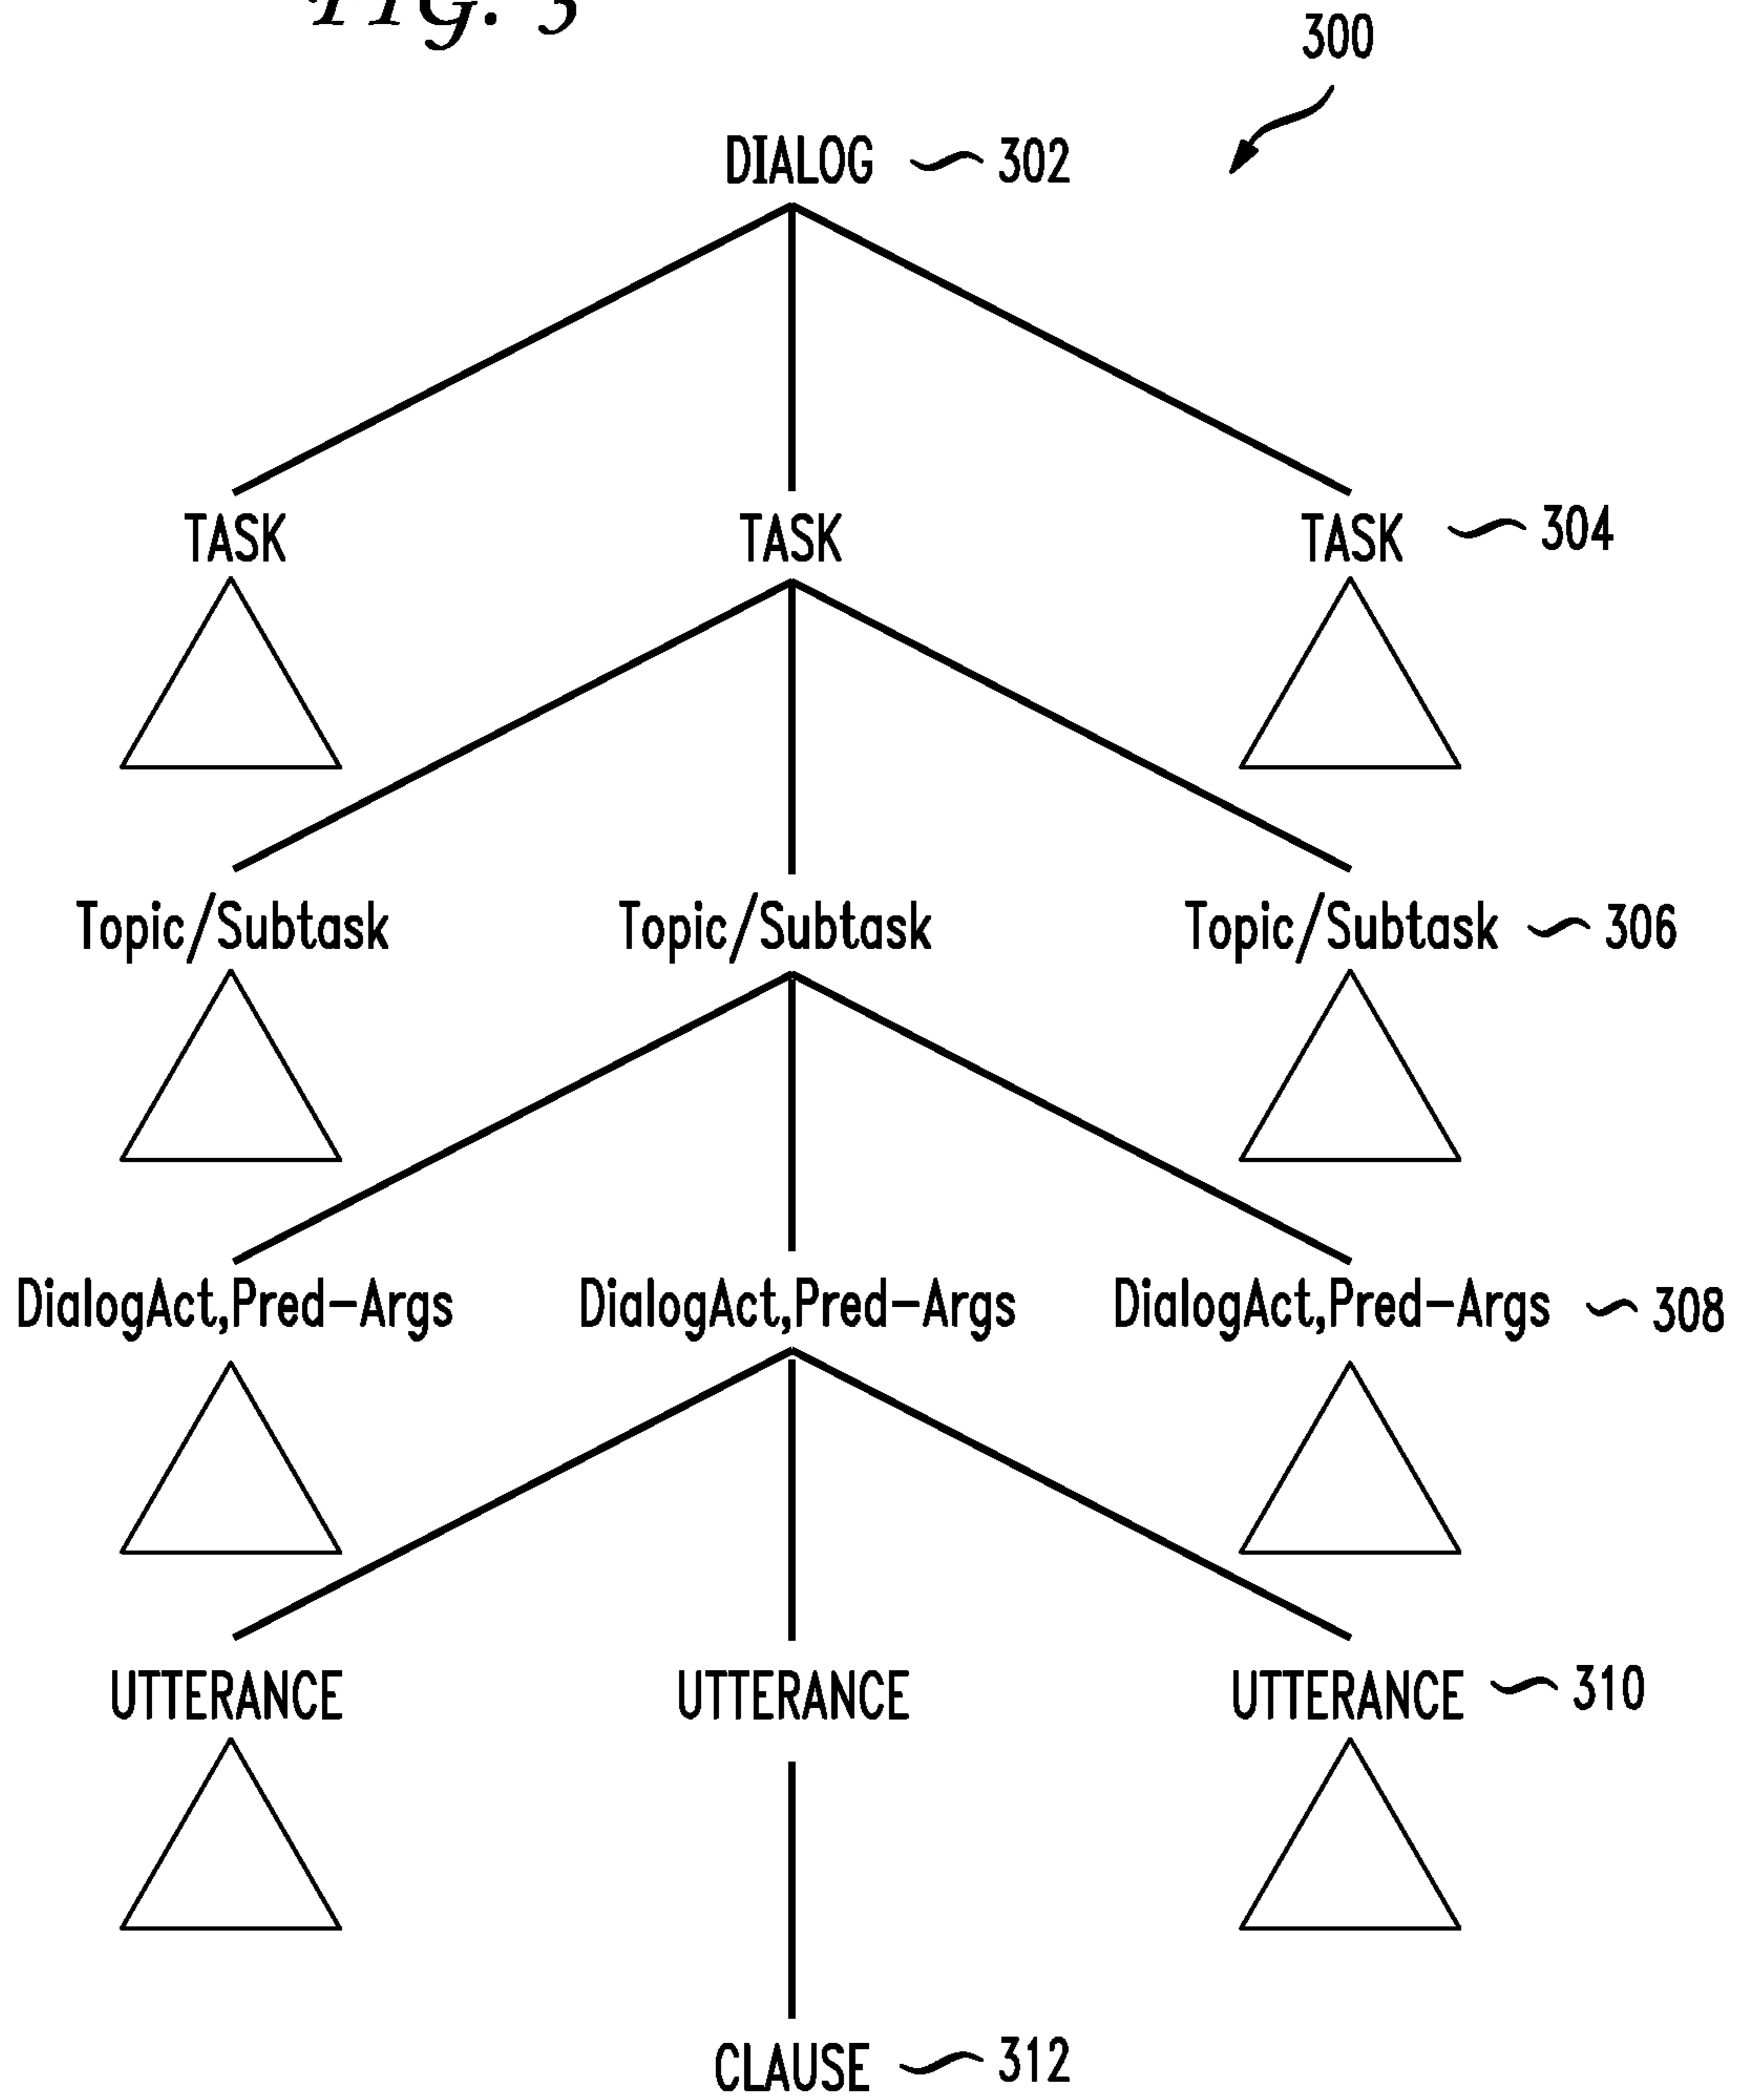 FIG. 3
300
DIALOG 302
TASK TASK TASK 304
Topic/Subtask Topic/Subtask Topic/Subtask 306
DialogAct,Pred-Args DialogAct,Pred-Args DialogAct,Pred-Args 308
UTTERANCE UTTERANCE UTTERANCE 310
CLAUSE 312